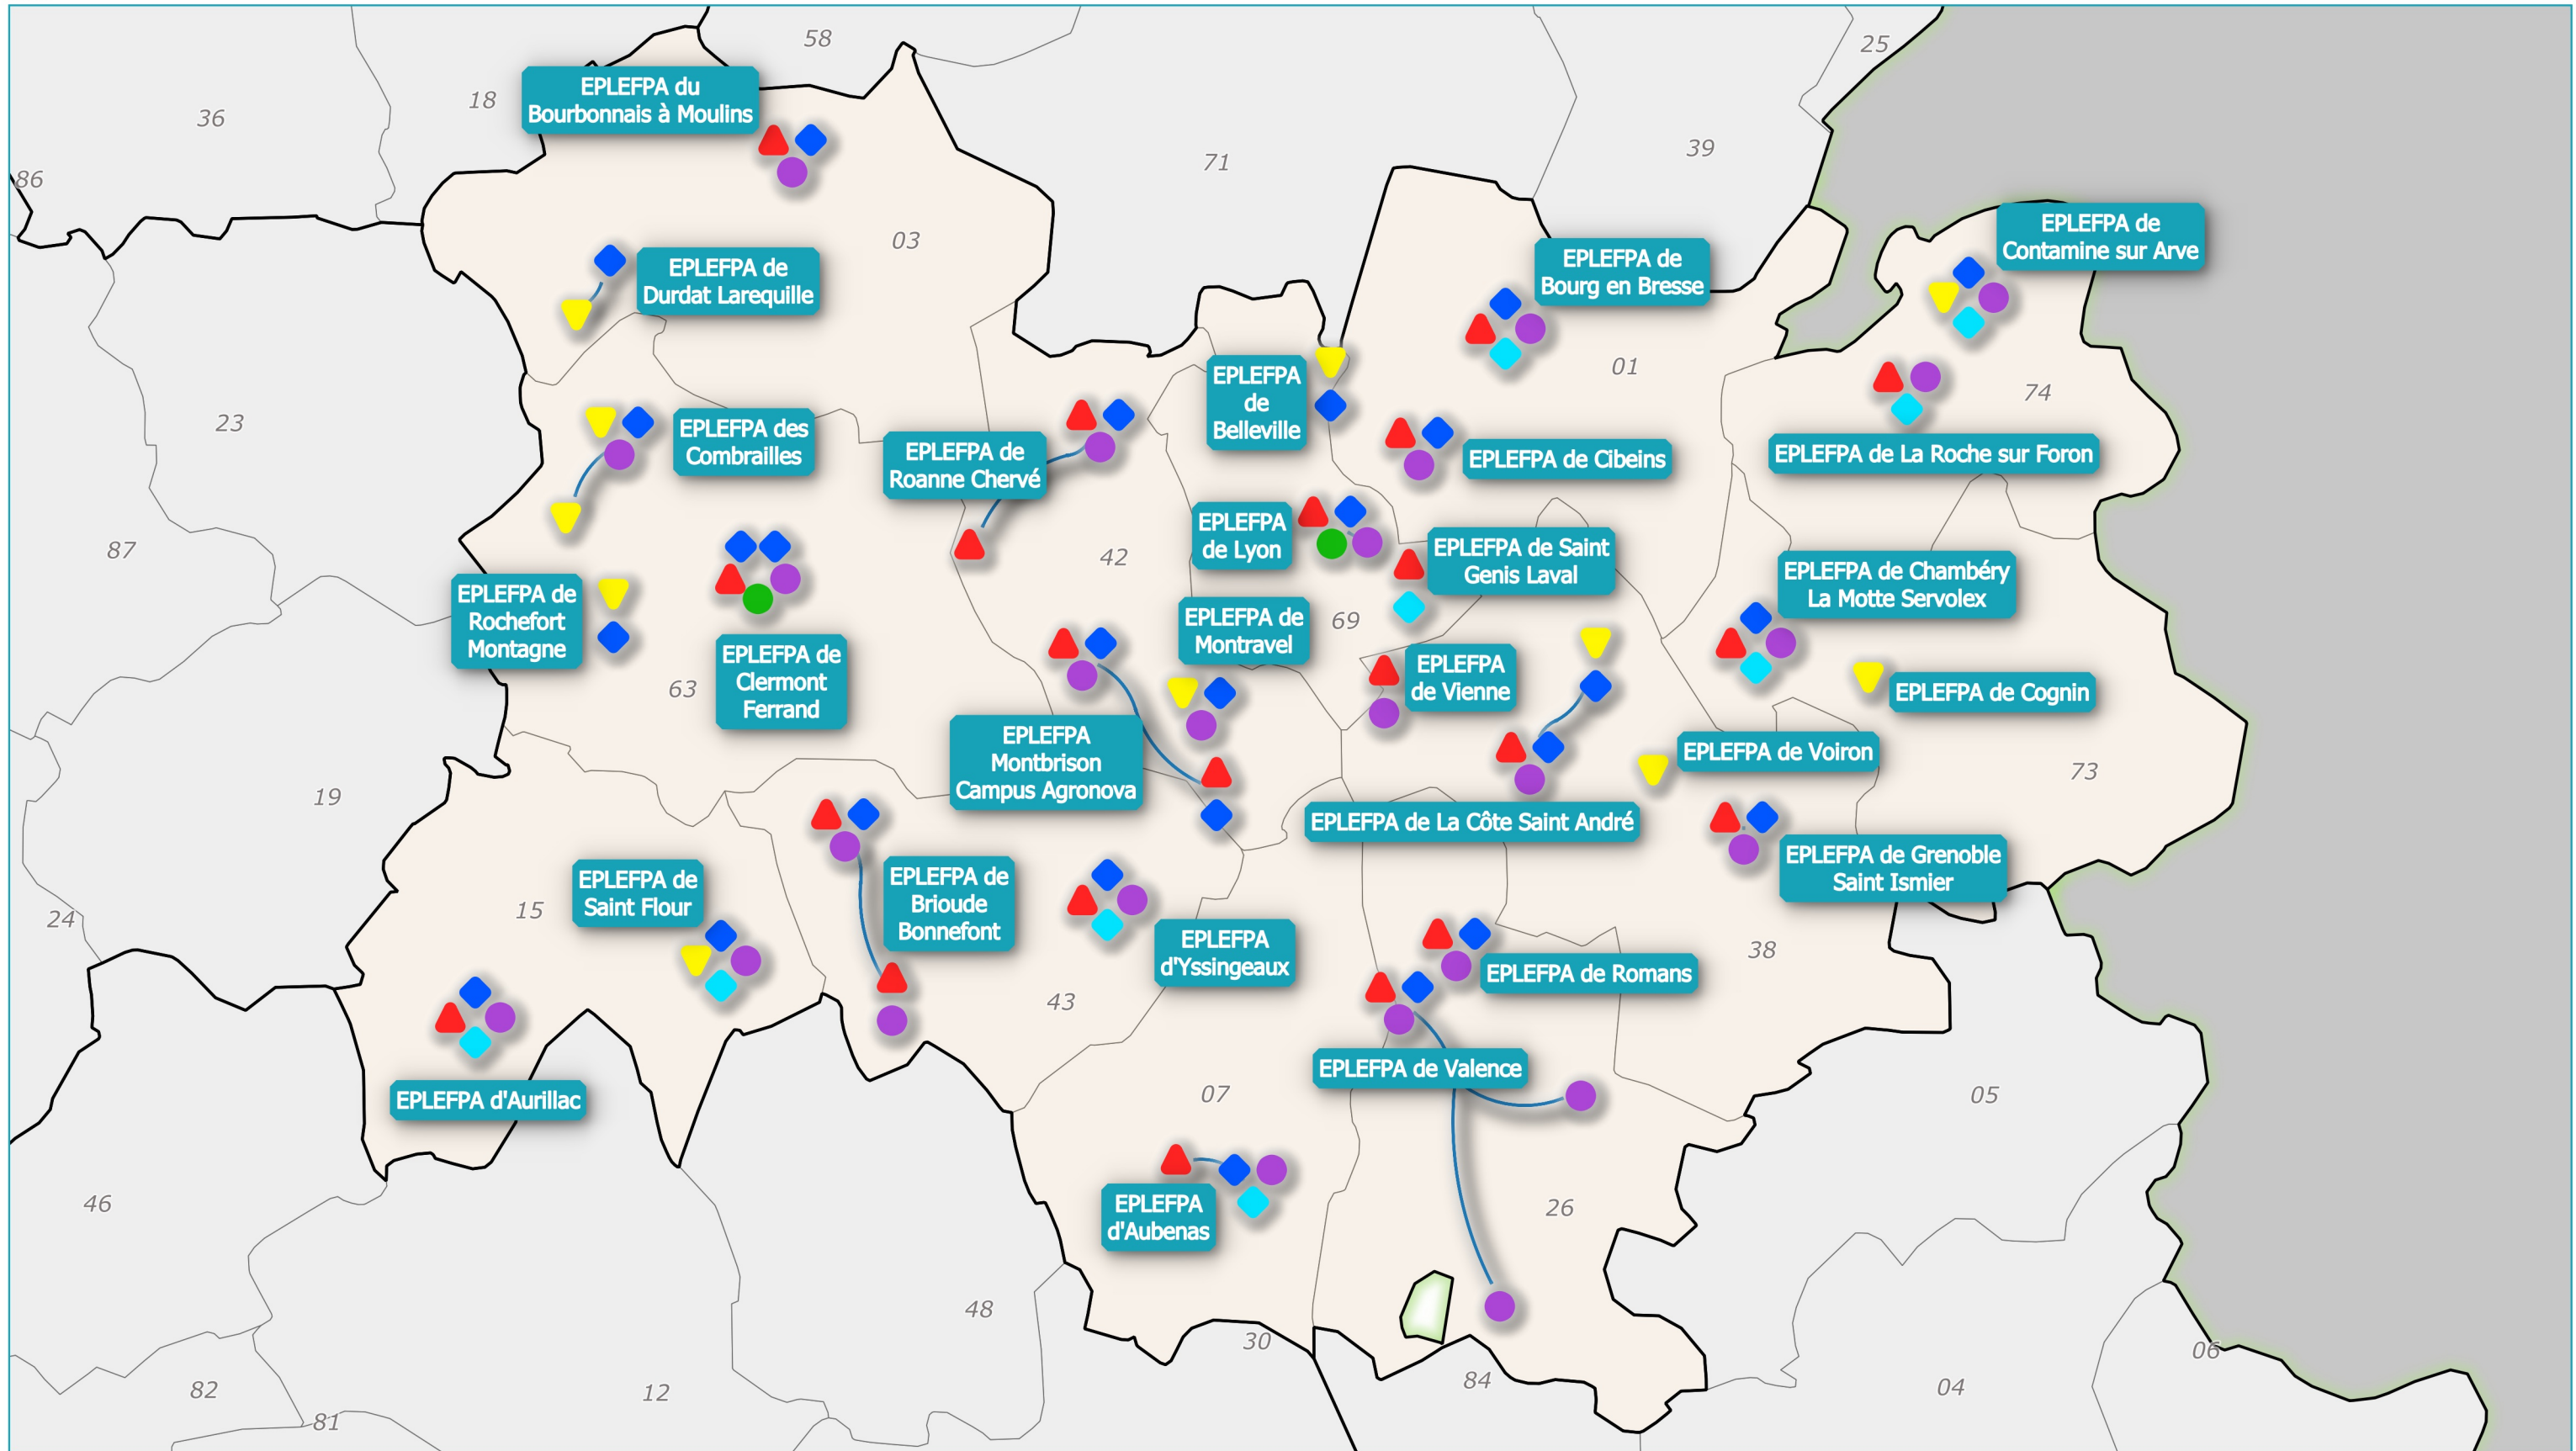 58
25
EPLEFPA du
Bourbonnais à Moulins
18
36
71
39
86
EPLEFPA de
Contamine sur Arve
03
EPLEFPA de
Durdat Larequille
EPLEFPA de
Bourg en Bresse
01
74
EPLEFPA
de
Belleville
23
EPLEFPA des
Combrailles
EPLEFPA de
Roanne Chervé
EPLEFPA de Cibeins
EPLEFPA de La Roche sur Foron
EPLEFPA
de Lyon
87
42
EPLEFPA de Saint
Genis Laval
EPLEFPA de Chambéry
La Motte Servolex
EPLEFPA de
Rochefort
Montagne
EPLEFPA de
Montravel
69
EPLEFPA de
Clermont
Ferrand
63
EPLEFPA
de Vienne
EPLEFPA de Cognin
EPLEFPA
Montbrison
Campus Agronova
EPLEFPA de Voiron
73
19
EPLEFPA de La Côte Saint André
EPLEFPA de Grenoble
Saint Ismier
EPLEFPA de
Saint Flour
EPLEFPA de
Brioude
Bonnefont
15
24
EPLEFPA
d'Yssingeaux
38
EPLEFPA de Romans
43
EPLEFPA de Valence
EPLEFPA d'Aurillac
07
05
46
EPLEFPA
d'Aubenas
26
48
30
06
84
04
82
12
81